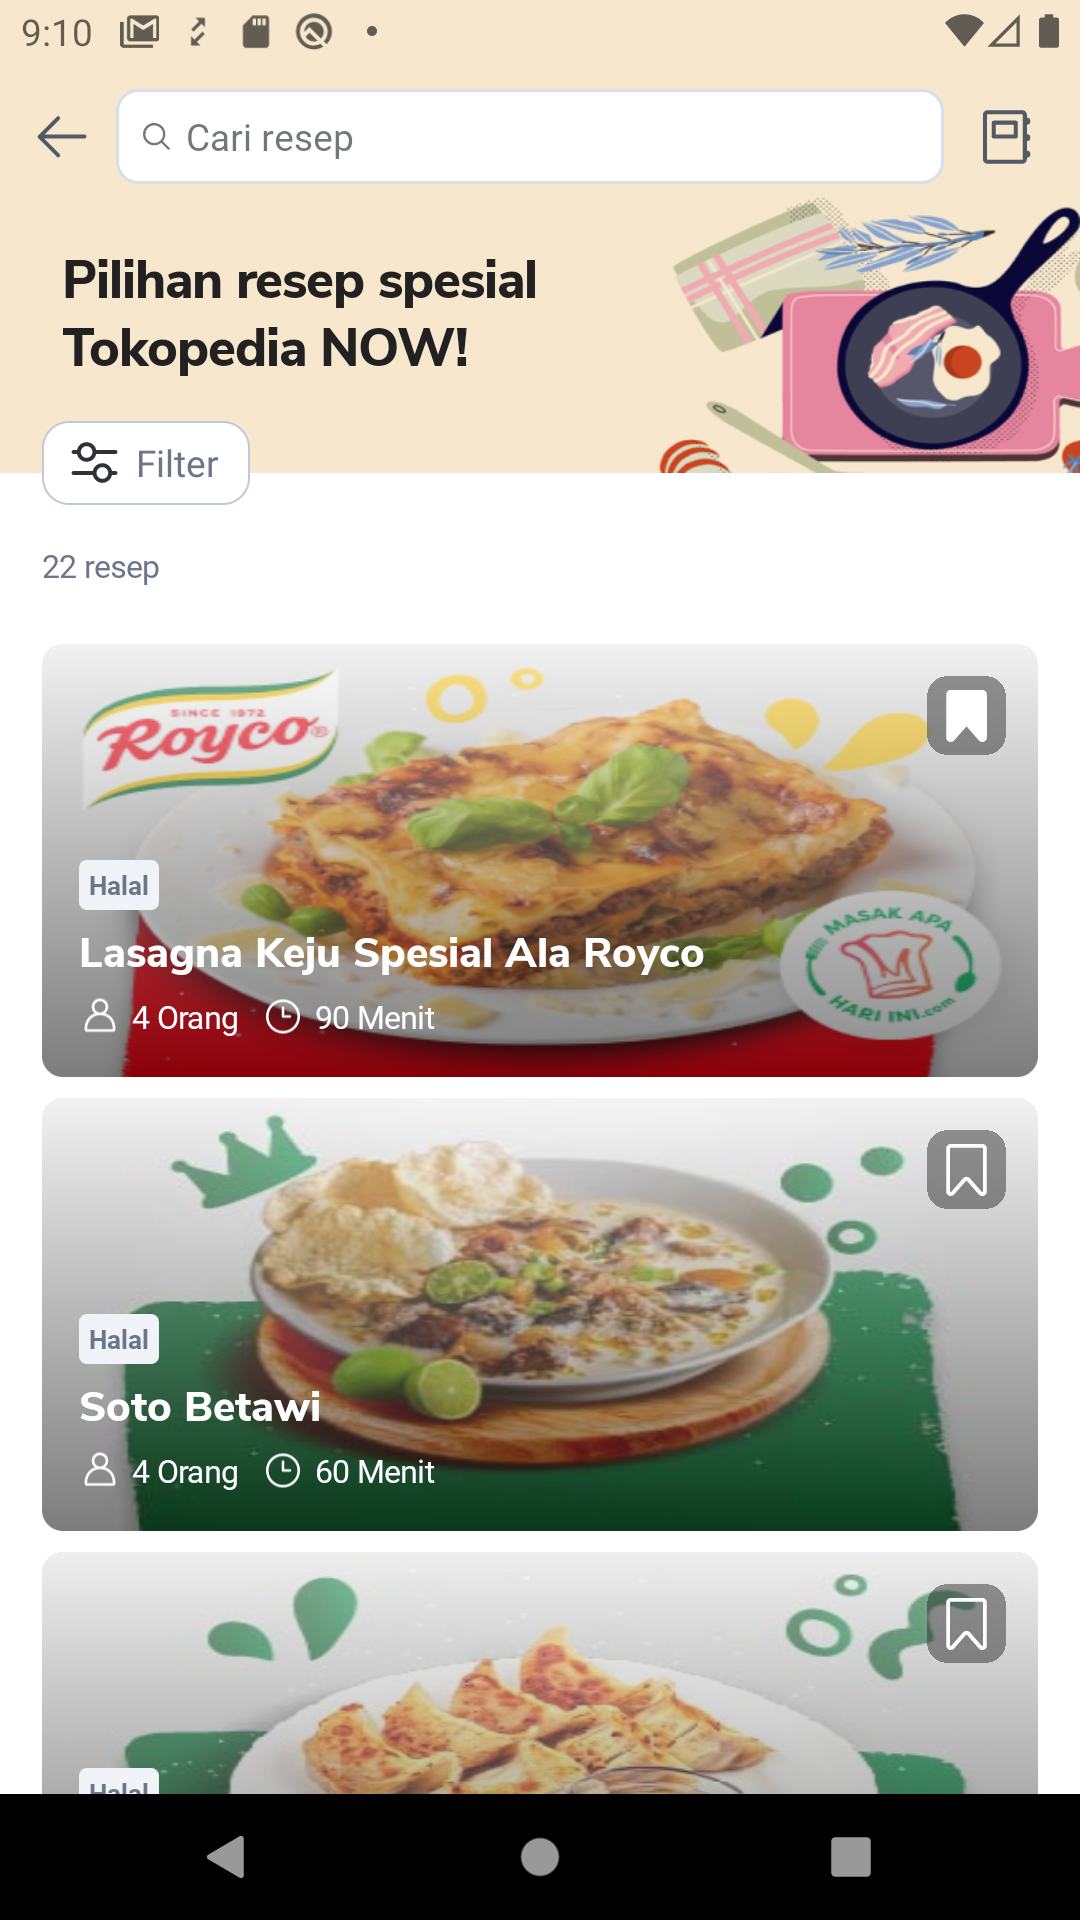 9:10
Cari resep
Pilihan resep spesial
Tokopedia NOW!
Filter
22 resep
SINCE 1972
Royco®
Halal
MASAK APA
HARI INI.com
Lasagna Keju Spesial Ala Royco
4 Orang 90 Menit
Halal
Soto Betawi
4 Orang 60 Menit
Halal